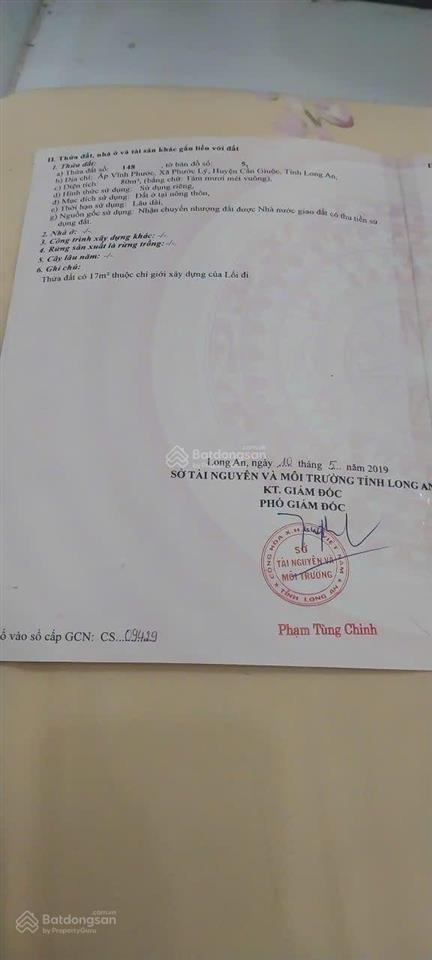 II. Thửa đất, nhà ở và tài sản khác gắn liền với đất
1. Thửa đất:
a) Thửa đất số: 148 , tờ bản đồ số: 5,
b) Địa chỉ: Ấp Vĩnh Phước, Xã Phước Lý, Huyện Cần Giuộc, Tỉnh Long An,
c) Diện tích: 80m², (bằng chữ: Tám mươi mét vuông),
d) Hình thức sử dụng: Sử dụng riêng,
đ) Mục đích sử dụng: Đất ở tại nông thôn,
e) Thời hạn sử dụng: Lâu dài,
g) Nguồn gốc sử dụng: Nhận chuyển nhượng đất được Nhà nước giao đất có thu tiền sử
dụng đất.
2. Nhà ở: -/-
3. Công trình xây dựng khác: -/-
4. Rừng sản xuất là rừng trồng: -/-
5. Cây lâu năm: -/-
6. Ghi chú:
Thửa đất có 17m² thuộc chỉ giới xây dựng của Lối đi
Batdongsan
by PropertyGuru
Long An, ngày 10 tháng 5 năm 2019
SỞ TÀI NGUYÊN VÀ MÔI TRƯỜNG TỈNH LONG AN
KT. GIÁM ĐỐC
PHÓ GIÁM ĐỐC
CỘNG HÒA X.H.C.N VIỆT NAM
SỞ
TÀI NGUYÊN VÀ
MÔI TRƯỜNG
TỈNH LONG AN
Phạm Tùng Chinh
ố vào sổ cấp GCN: CS...09429
.com.vn
Batdongsan
by PropertyGuru